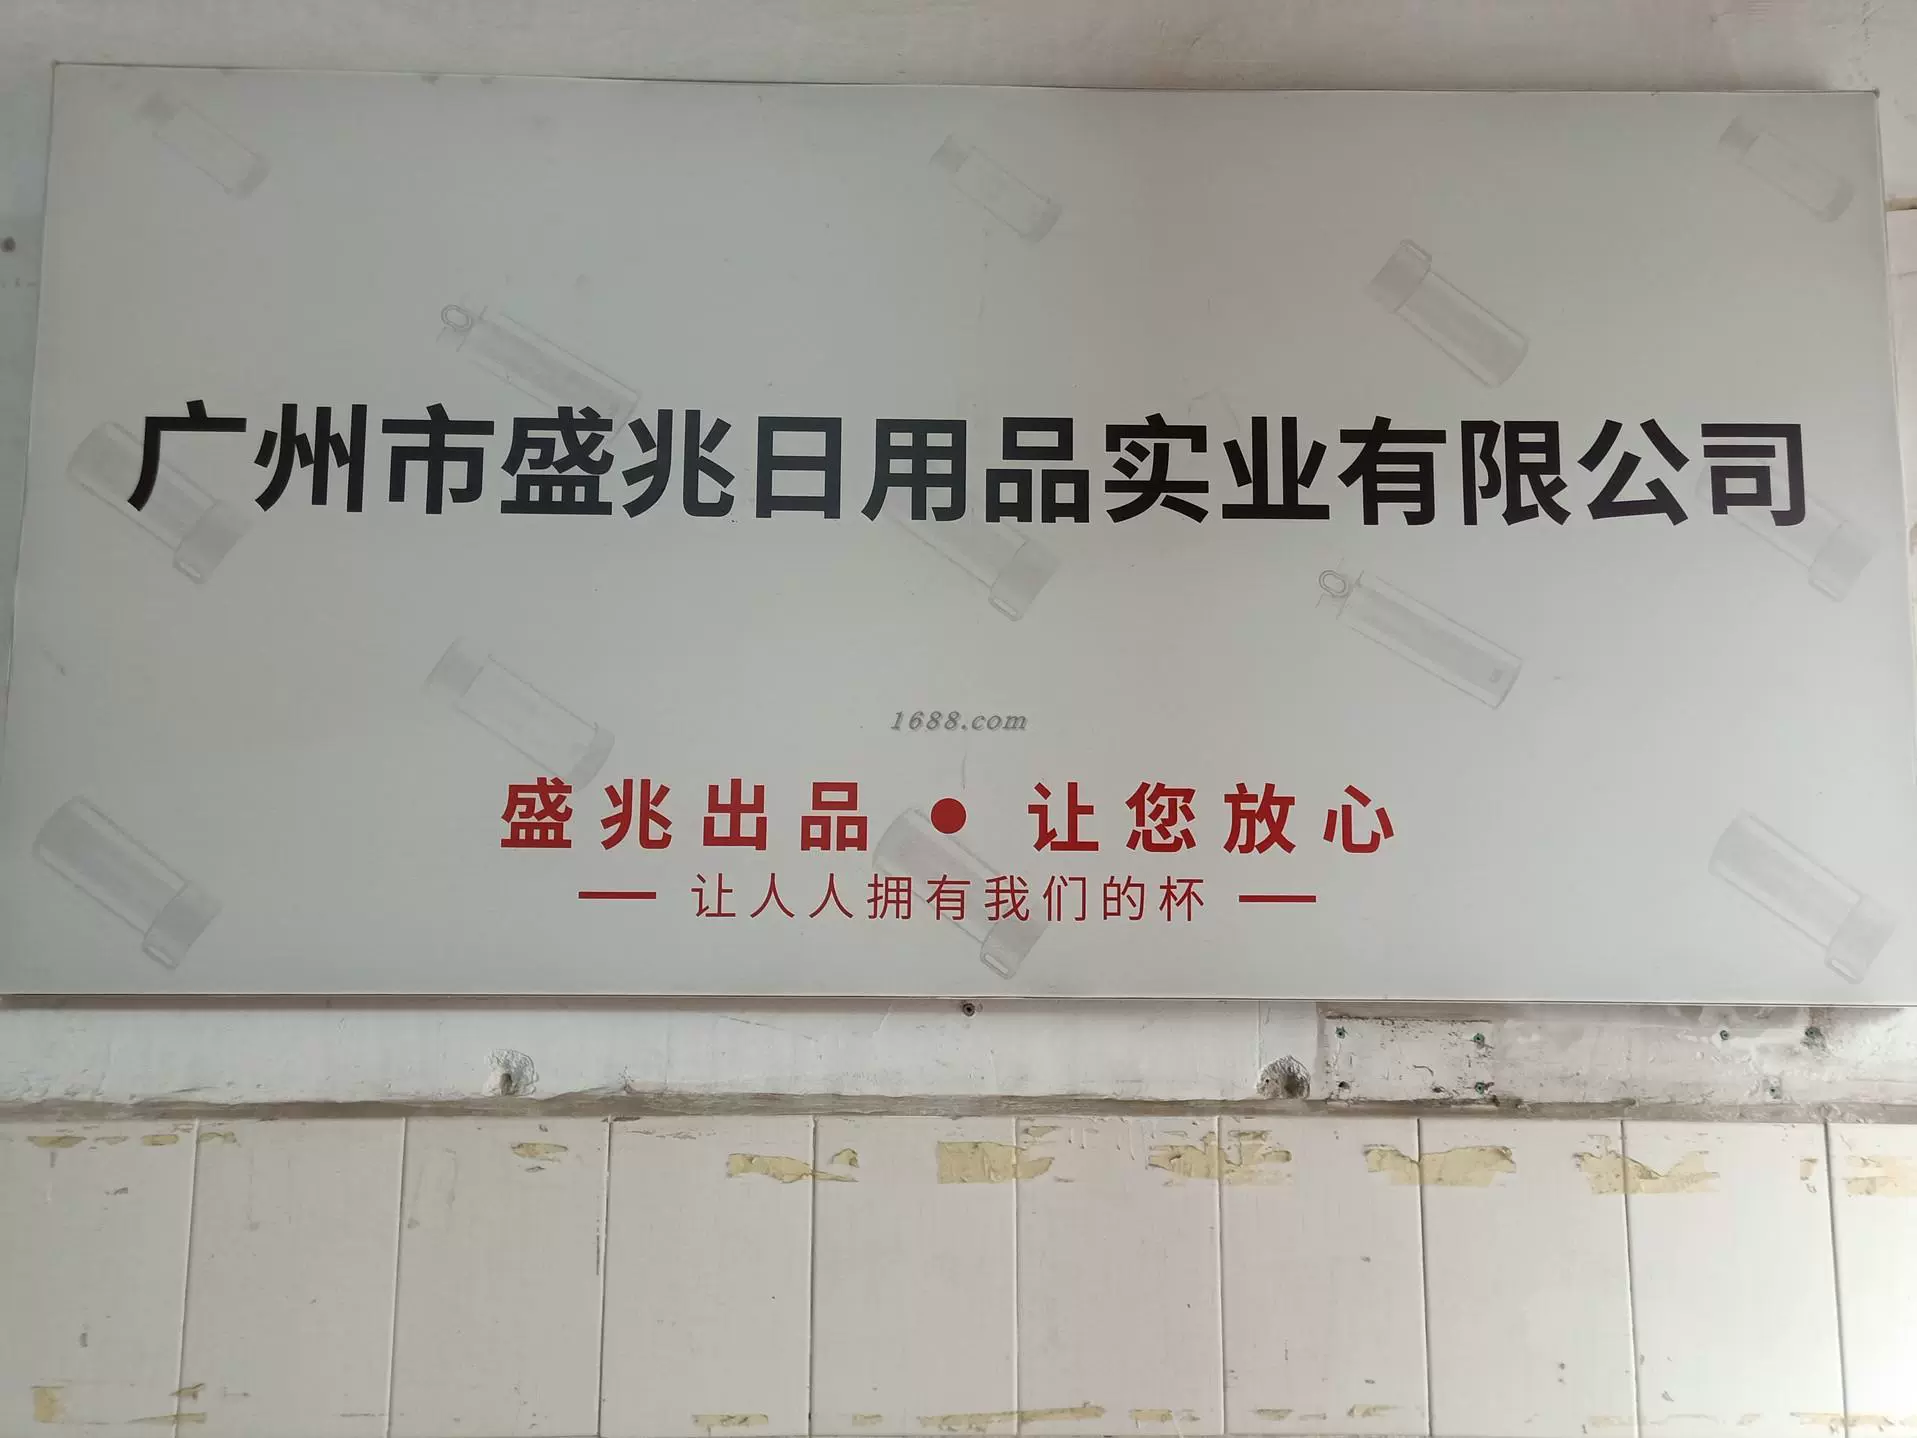 广州市盛兆日用品实业有限公司
1688.com
盛兆出品●让您放心
— 让人人拥有我们的杯 —